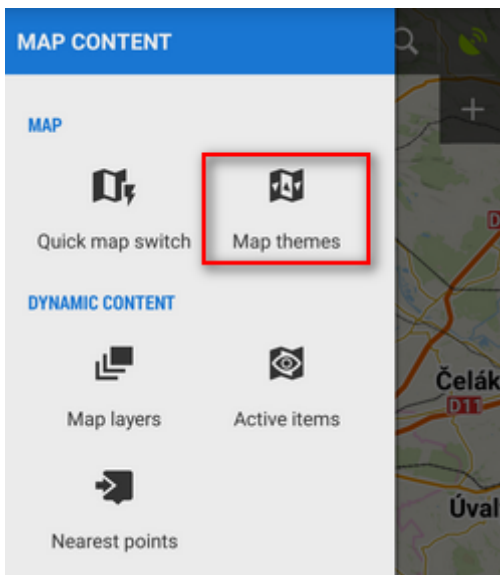 MAP CONTENT
MAP
Quick map switch
Map themes
DYNAMIC CONTENT
Map layers
Active items
Nearest points
+
D
Čelák
D11
Úval